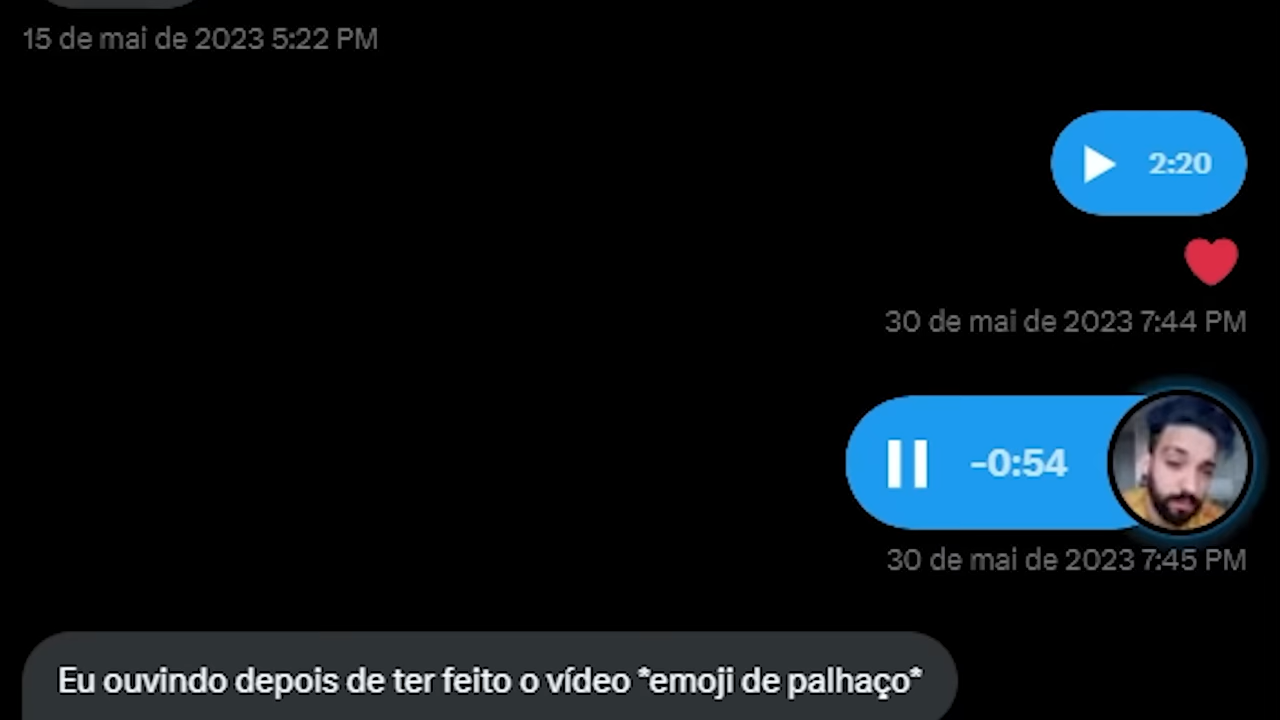 15 de mai de 2023 5:22 PM
2:20
30 de mai de 2023 7:44 PM
-0:54
30 de mai de 2023 7:45 PM
Eu ouvindo depois de ter feito o vídeo *emoji de palhaço*